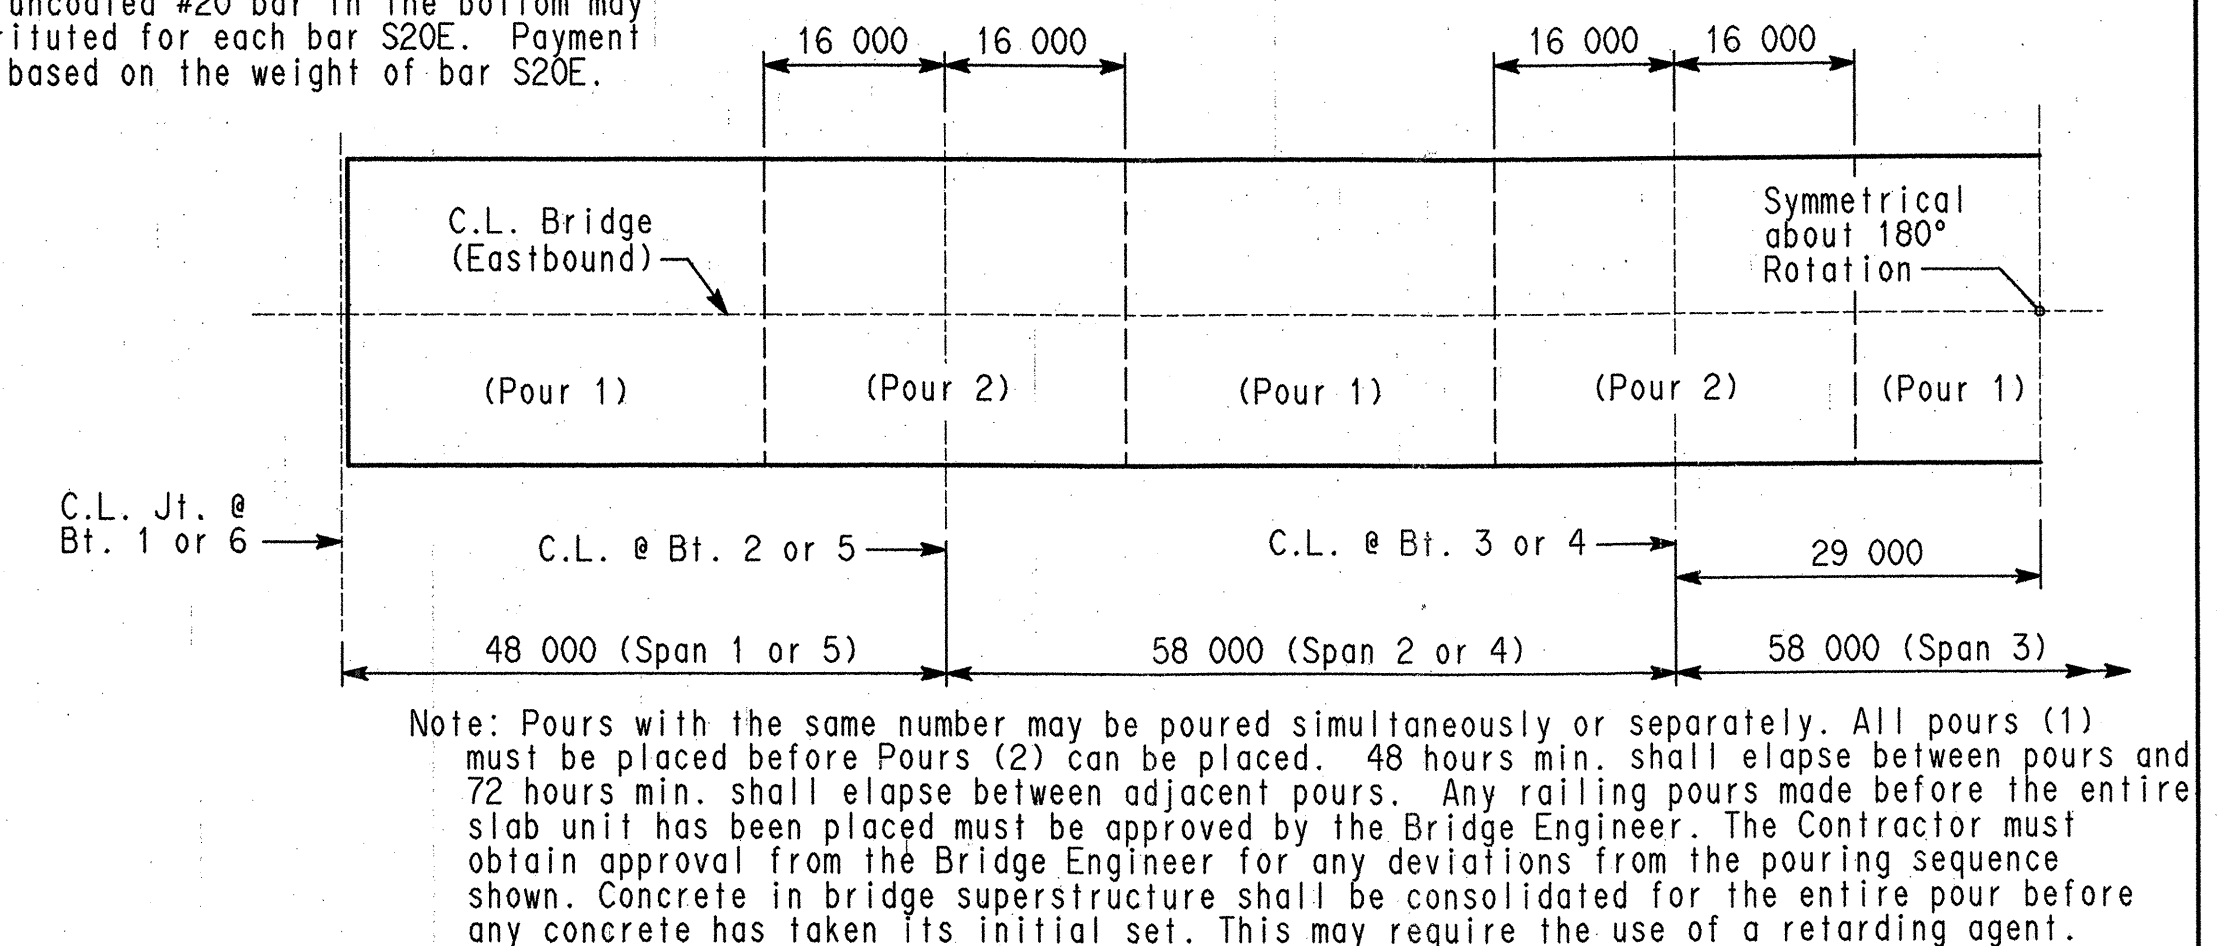 uncoated #20 bar in the bottom may
rituted for each bar S20E. Payment
based on the weight of bar S20E.
16 000 16 000 16 000 16 000
C.L. Bridge
(Eastbound)
Symmetrical
about 180°
Rotation
(Pour 1) (Pour 2) (Pour 1) (Pour 2) (Pour 1)
C.L. Jt. @
Bt. 1 or 6
C.L. @ Bt. 2 or 5
C.L. @ Bt. 3 or 4
29 000
48 000 (Span 1 or 5) 58 000 (Span 2 or 4) 58 000 (Span 3)
Note: Pours with the same number may be poured simultaneously or separately. All pours (1)
must be placed before Pours (2) can be placed. 48 hours min. shall elapse between pours and
72 hours min. shall elapse between adjacent pours. Any railing pours made before the entire
slab unit has been placed must be approved by the Bridge Engineer. The Contractor must
obtain approval from the Bridge Engineer for any deviations from the pouring sequence
shown. Concrete in bridge superstructure shall be consolidated for the entire pour before
any concrete has taken its initial set. This may require the use of a retarding agent.